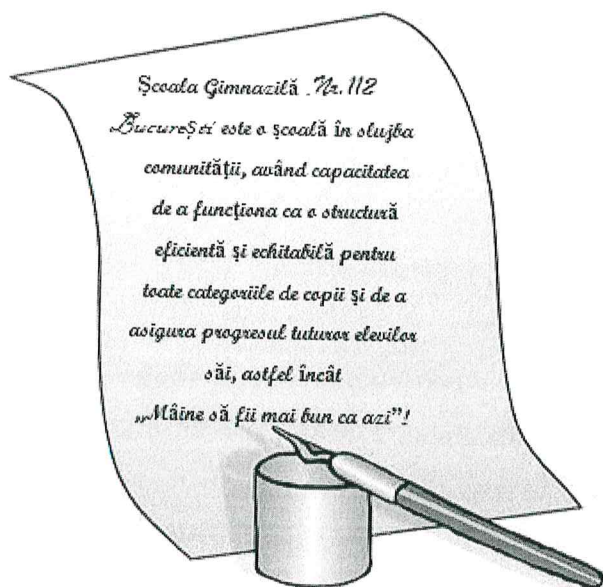 Școala Gimnazilă Nr. 112
București este o școală în slujba
comunității, având capacitatea
de a funcționa ca o structură
eficientă și echitabilă pentru
toate categoriile de copii și de a
asigura progresul tuturor elevilor
săi, astfel încât
„Mâine să fii mai bun ca azi”!